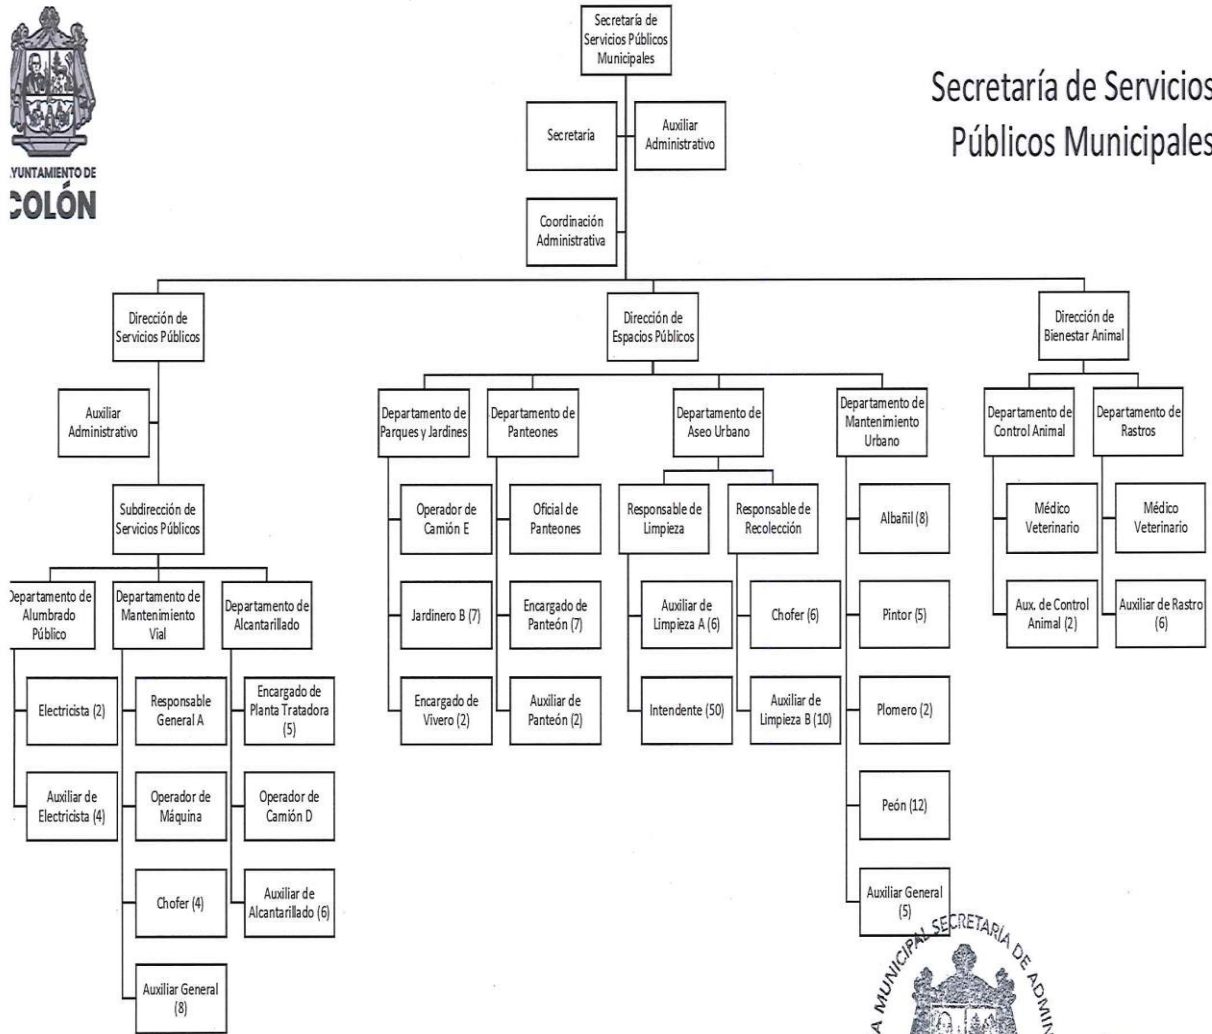 Secretaría de
Servicios Públicos
Municipales
Secretaría de Servicios
Públicos Municipales
YUNTAMIENTO DE
COLÓN
Secretaría
Auxiliar
Administrativo
Coordinación
Administrativa
Dirección de
Servicios Públicos
Dirección de
Espacios Públicos
Dirección de
Bienestar Animal
Auxiliar
Administrativo
Departamento de
Parques y Jardines
Departamento de
Panteones
Departamento de
Aseo Urbano
Departamento de
Mantenimiento
Urbano
Departamento de
Control Animal
Departamento de
Rastros
Subdirección de
Servicios Públicos
Operador de
Camión E
Oficial de
Panteones
Responsable de
Limpieza
Responsable de
Recolección
Albañil (8)
Médico
Veterinario
Médico
Veterinario
Departamento de
Alumbrado
Público
Departamento de
Mantenimiento
Vial
Departamento de
Alcantarillado
Jardinero B (7)
Encargado de
Panteón (7)
Auxiliar de
Limpieza A (6)
Chofer (6)
Pintor (5)
Aux. de Control
Animal (2)
Auxiliar de Rastro
(6)
Electricista (2)
Responsable
General A
Encargado de
Planta Tratadora
(5)
Encargado de
Vivero (2)
Auxiliar de
Panteón (2)
Intendente (50)
Auxiliar de
Limpieza B (10)
Plomero (2)
Auxiliar de
Electricista (4)
Operador de
Máquina
Operador de
Camión D
Peón (12)
Chofer (4)
Auxiliar de
Alcantarillado (6)
Auxiliar General
(5)
Auxiliar General
(8)
A MUNICIPAL SECRETARÍA DE ADMIN